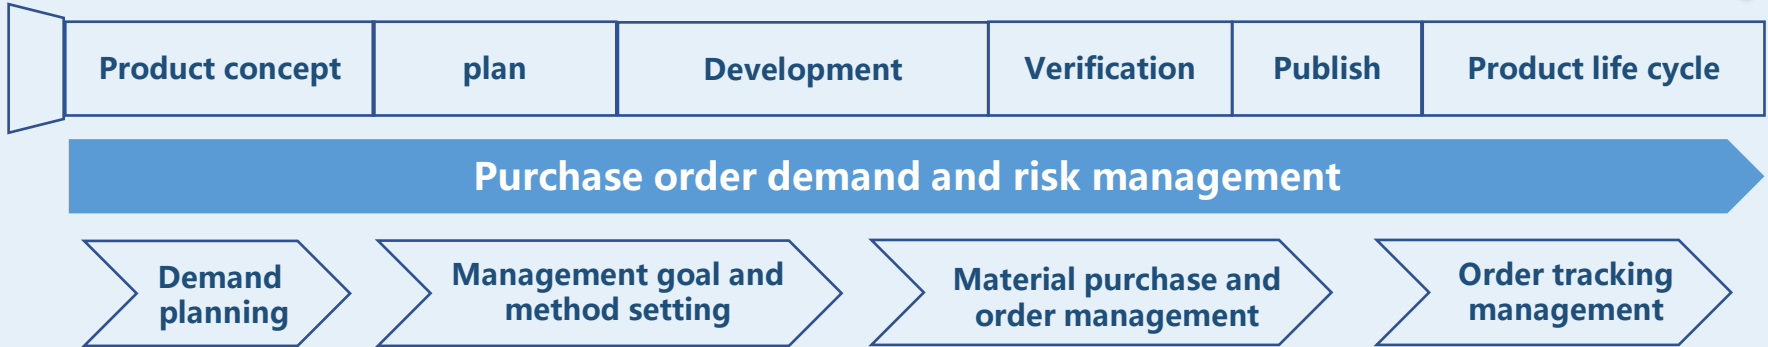 Product concept
plan
Development
Verification
Publish
Product life cycle
Purchase order demand and risk management
Demand
planning
Management goal and
method setting
Material purchase and
order management
Order tracking
management